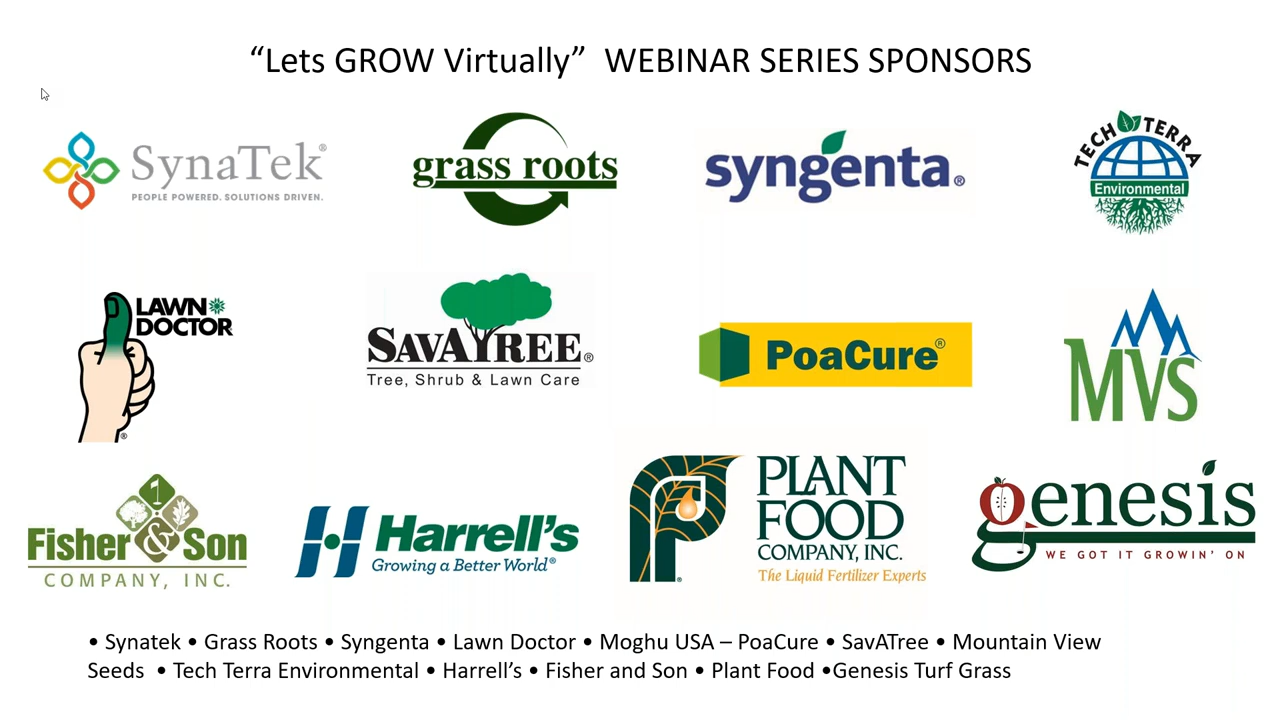 “Lets GROW Virtually” WEBINAR SERIES SPONSORS
SynaTek®
PEOPLE POWERED. SOLUTIONS DRIVEN.
grass roots
syngenta®
TECH TERRA
Environmental
LAWN
DOCTOR
®
SAVATREE®
Tree, Shrub & Lawn Care
PoaCure®
MVS
Fisher & Son
COMPANY, INC.
Harrell’s
Growing a Better World®
P®
PLANT
FOOD
COMPANY, INC.
The Liquid Fertilizer Experts
genesis
WE GOT IT GROWIN' ON
• Synatek • Grass Roots • Syngenta • Lawn Doctor • Moghu USA – PoaCure • SavATree • Mountain View
Seeds • Tech Terra Environmental • Harrell’s • Fisher and Son • Plant Food •Genesis Turf Grass